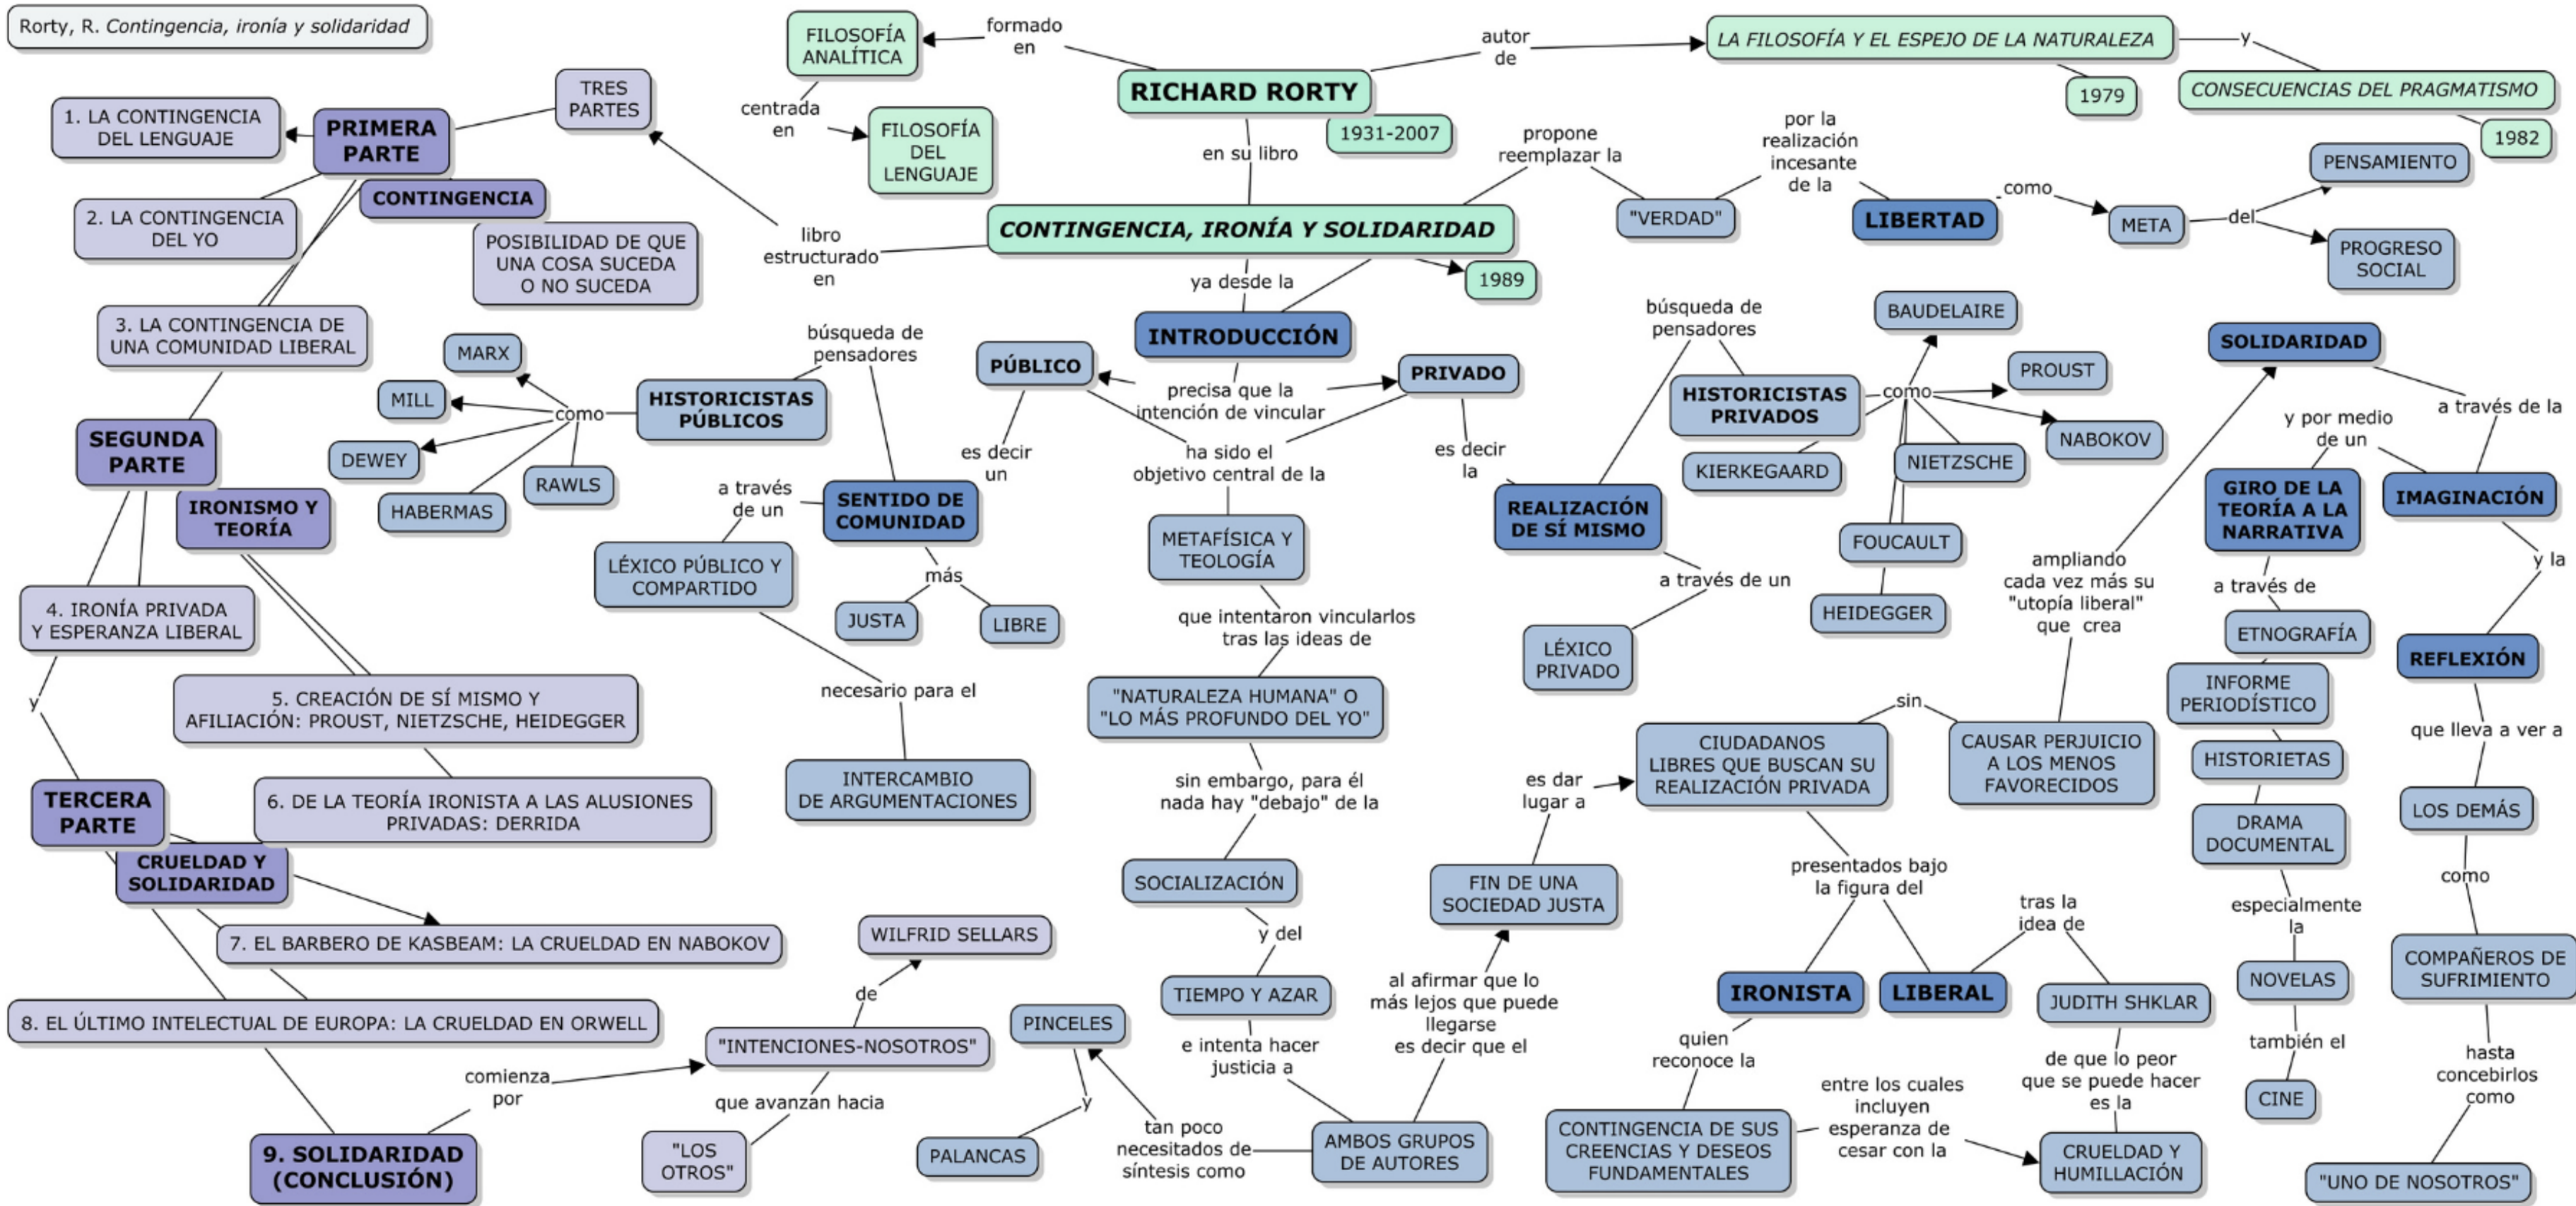 Rorty, R. Contingencia, ironía y solidaridad
FILOSOFÍA
ANALÍTICA
formado
en
autor
de
LA FILOSOFÍA Y EL ESPEJO DE LA NATURALEZA
y
1979
CONSECUENCIAS DEL PRAGMATISMO
1982
RICHARD RORTY
1931-2007
centrada
en
FILOSOFÍA
DEL
LENGUAJE
en su libro
CONTINGENCIA, IRONÍA Y SOLIDARIDAD
1989
propone
reemplazar la
"VERDAD"
por la
realización
incesante
de la
LIBERTAD
como
META
del
PENSAMIENTO
PROGRESO
SOCIAL
libro
estructurado
en
TRES
PARTES
PRIMERA
PARTE
CONTINGENCIA
POSIBILIDAD DE QUE
UNA COSA SUCEDA
O NO SUCEDA
1. LA CONTINGENCIA
DEL LENGUAJE
2. LA CONTINGENCIA
DEL YO
3. LA CONTINGENCIA DE
UNA COMUNIDAD LIBERAL
SEGUNDA
PARTE
IRONISMO Y
TEORÍA
4. IRONÍA PRIVADA
Y ESPERANZA LIBERAL
5. CREACIÓN DE SÍ MISMO Y
AFILIACIÓN: PROUST, NIETZSCHE, HEIDEGGER
6. DE LA TEORÍA IRONISTA A LAS ALUSIONES
PRIVADAS: DERRIDA
y
TERCERA
PARTE
CRUELDAD Y
SOLIDARIDAD
7. EL BARBERO DE KASBEAM: LA CRUELDAD EN NABOKOV
8. EL ÚLTIMO INTELECTUAL DE EUROPA: LA CRUELDAD EN ORWELL
9. SOLIDARIDAD
(CONCLUSIÓN)
comienza
por
"INTENCIONES-NOSOTROS"
de
WILFRID SELLARS
que avanzan hacia
"LOS
OTROS"
ya desde la
INTRODUCCIÓN
precisa que la
intención de vincular
PÚBLICO
PRIVADO
es decir
un
SENTIDO DE
COMUNIDAD
búsqueda de
pensadores
HISTORICISTAS
PÚBLICOS
como
MARX
MILL
DEWEY
HABERMAS
RAWLS
a través
de un
LÉXICO PÚBLICO Y
COMPARTIDO
más
JUSTA
LIBRE
necesario para el
INTERCAMBIO
DE ARGUMENTACIONES
ha sido el
objetivo central de la
METAFÍSICA Y
TEOLOGÍA
que intentaron vincularlos
tras las ideas de
"NATURALEZA HUMANA" O
"LO MÁS PROFUNDO DEL YO"
sin embargo, para él
nada hay "debajo" de la
SOCIALIZACIÓN
y del
TIEMPO Y AZAR
e intenta hacer
justicia a
AMBOS GRUPOS
DE AUTORES
tan poco
necesitados de
síntesis como
PINCELES
y
PALANCAS
al afirmar que lo
más lejos que puede
llegarse
es decir que el
FIN DE UNA
SOCIEDAD JUSTA
es dar
lugar a
CIUDADANOS
LIBRES QUE BUSCAN SU
REALIZACIÓN PRIVADA
sin
CAUSAR PERJUICIO
A LOS MENOS
FAVORECIDOS
es decir
la
REALIZACIÓN
DE SÍ MISMO
búsqueda de
pensadores
HISTORICISTAS
PRIVADOS
como
BAUDELAIRE
PROUST
NABOKOV
NIETZSCHE
KIERKEGAARD
FOUCAULT
HEIDEGGER
a través de un
LÉXICO
PRIVADO
presentados bajo
la figura del
IRONISTA
LIBERAL
tras la
idea de
JUDITH SHKLAR
de que lo peor
que se puede hacer
es la
CRUELDAD Y
HUMILLACIÓN
quien
reconoce la
CONTINGENCIA DE SUS
CREENCIAS Y DESEOS
FUNDAMENTALES
entre los cuales
incluyen
esperanza de
cesar con la
ampliando
cada vez más su
"utopía liberal"
que crea
SOLIDARIDAD
a través de la
IMAGINACIÓN
y por medio
de un
GIRO DE LA
TEORÍA A LA
NARRATIVA
a través de
ETNOGRAFÍA
INFORME
PERIODÍSTICO
HISTORIETAS
DRAMA
DOCUMENTAL
especialmente
la
NOVELAS
también el
CINE
y la
REFLEXIÓN
que lleva a ver a
LOS DEMÁS
como
COMPAÑEROS DE
SUFRIMIENTO
hasta
concebirlos
como
"UNO DE NOSOTROS"